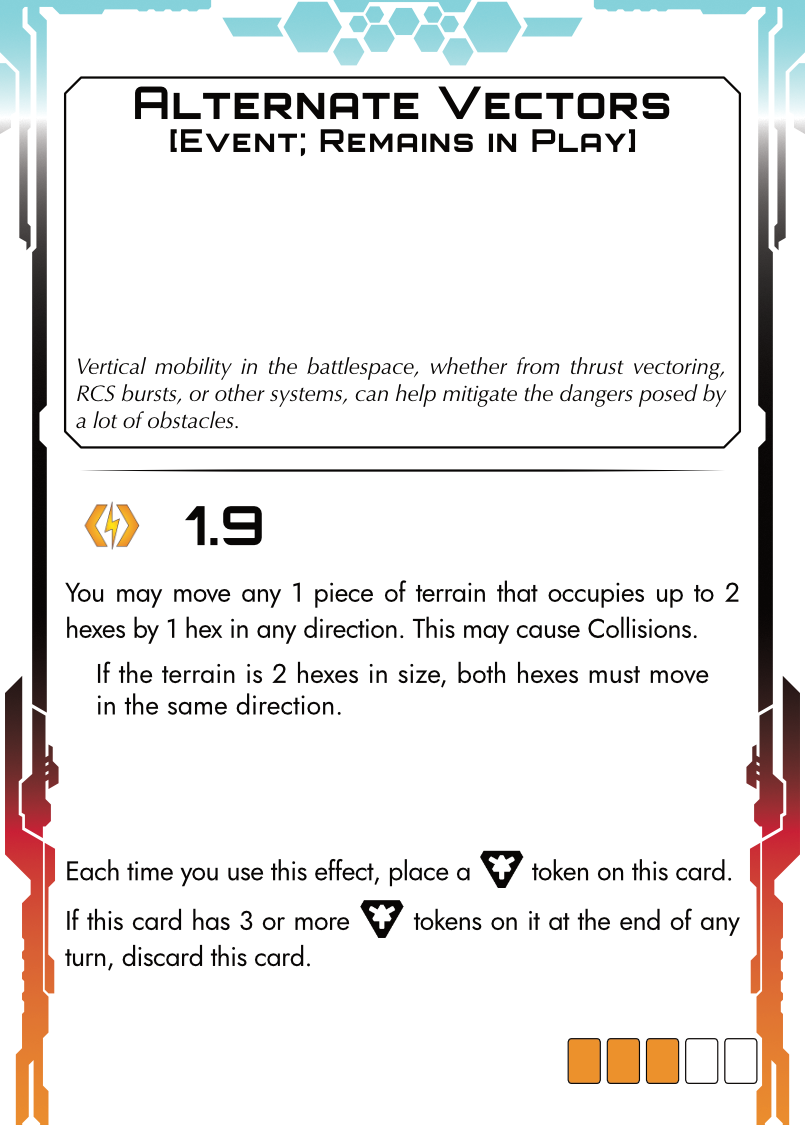 Alternate Vectors
[Event; Remains in Play]
Vertical mobility in the battlespace, whether from thrust vectoring,
RCS bursts, or other systems, can help mitigate the dangers posed by
a lot of obstacles.
1.9
You may move any 1 piece of terrain that occupies up to 2
hexes by 1 hex in any direction. This may cause Collisions.
If the terrain is 2 hexes in size, both hexes must move
in the same direction.
Each time you use this effect, place a token on this card.
If this card has 3 or more tokens on it at the end of any
turn, discard this card.